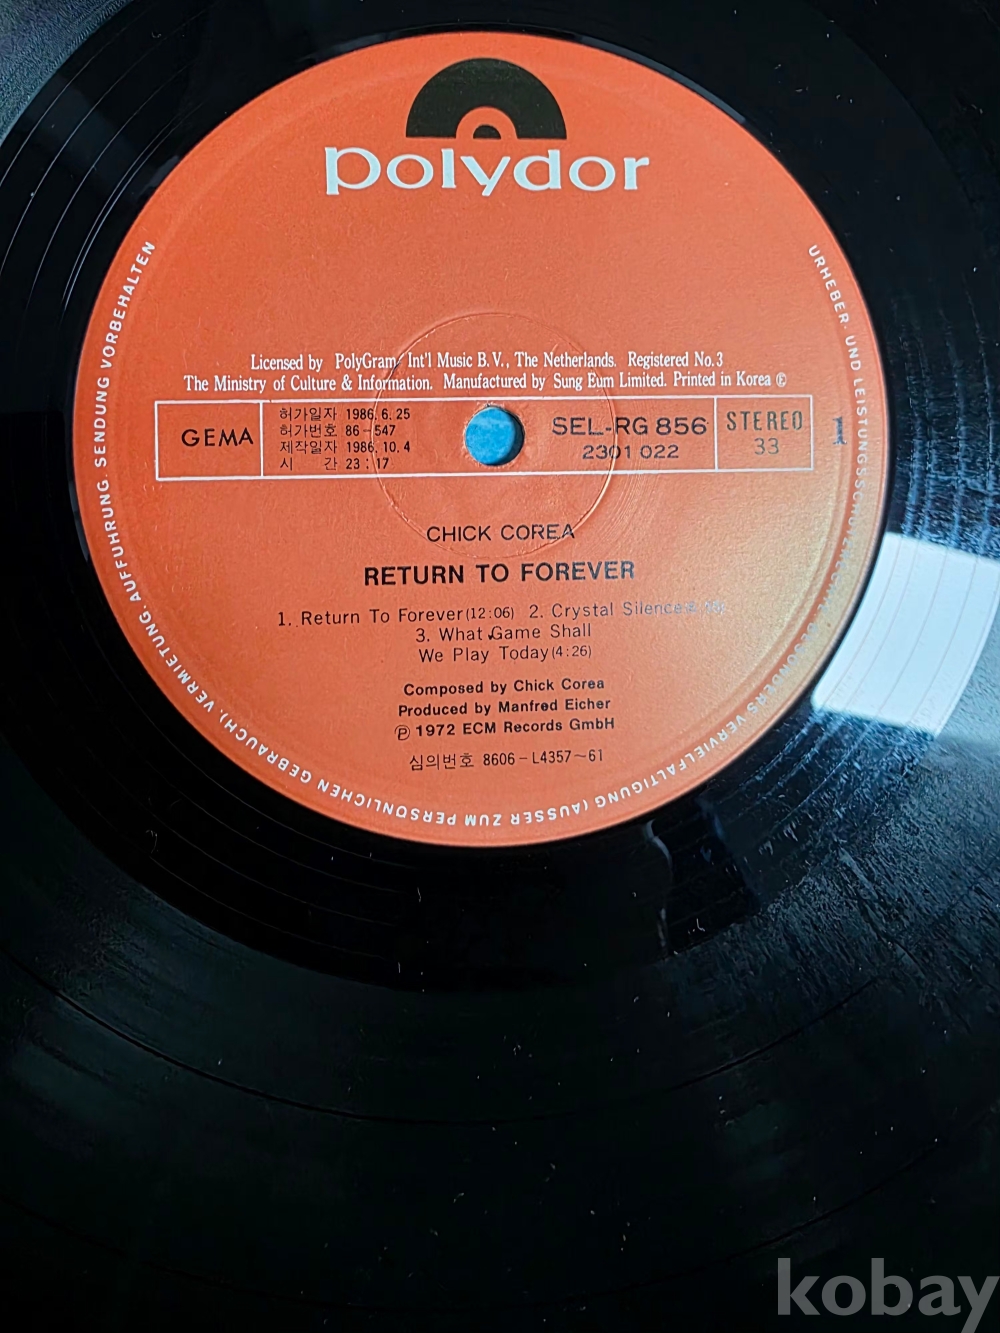 polydor
Licensed by PolyGram Int'l Music B.V., The Netherlands. Registered No.3
The Ministry of Culture & Information. Manufactured by Sung Eum Limited. Printed in Korea Ⓔ
GEMA
허가일자 1986. 6. 25
허가번호 86-547
제작일자 1986. 10. 4
시 간 23 : 17
SEL-RG 856
2301 022
STEREO
33
1
CHICK COREA
RETURN TO FOREVER
1. Return To Forever(12:06) 2. Crystal Silence
3. What Game Shall
We Play Today(4:26)
Composed by Chick Corea
Produced by Manfred Eicher
℗ 1972 ECM Records GmbH
심의번호 8606-L4357~61
URHEBER- UND LEISTUNGSSCHUTZRECHTE BESONDERS VERVIELFALTIGUNG (AUSSER ZUM PERSONLICHEN GEBRAUCH), VERMIETUNG. AUFFUHRUNG. SENDUNG VORBEHALTEN
kobay